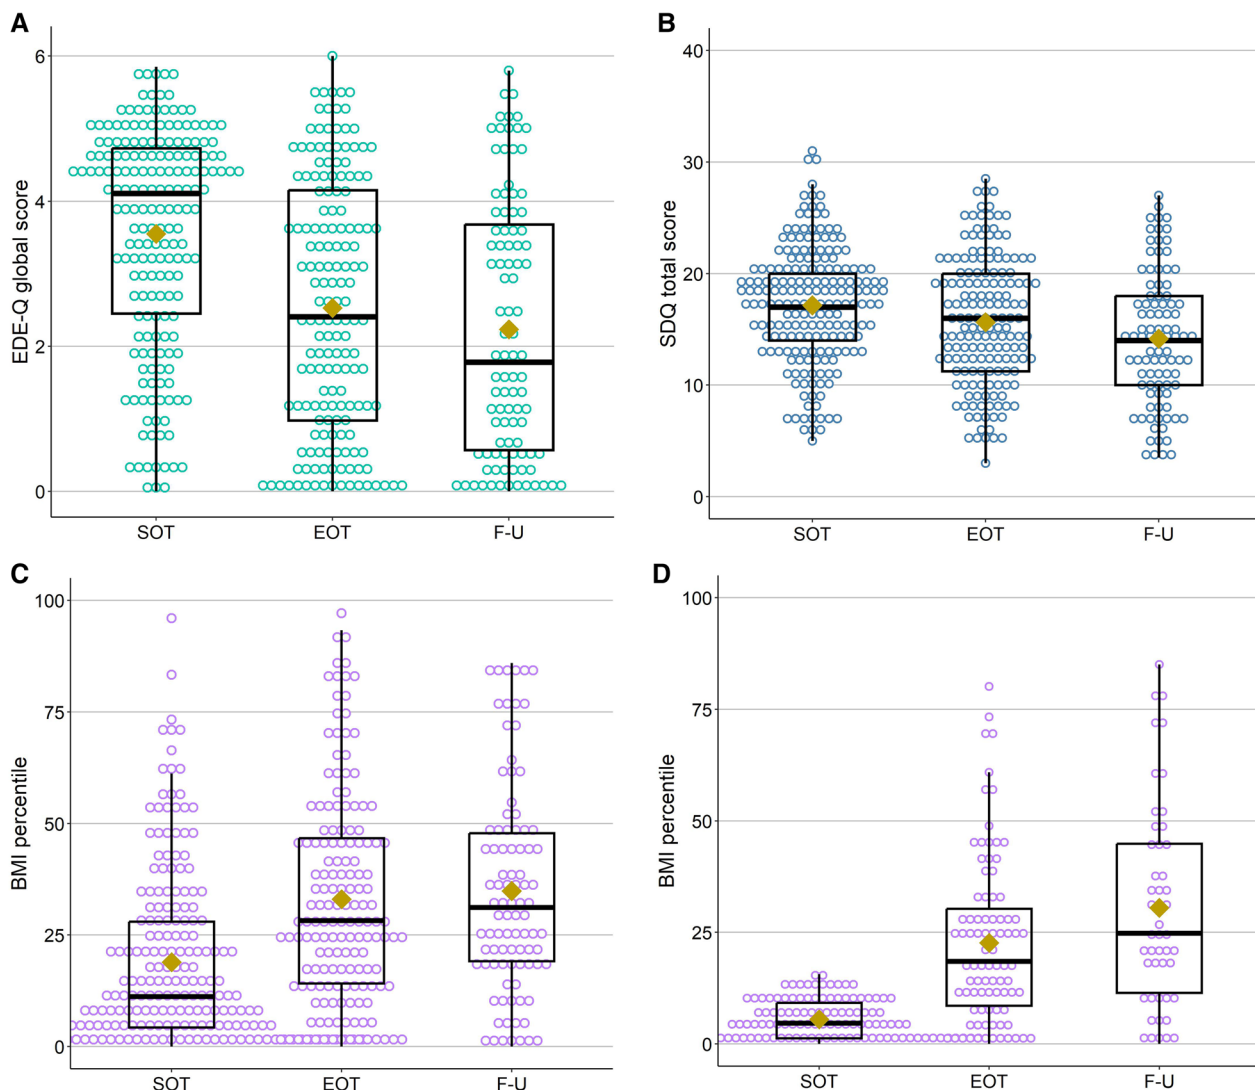 A
EDE-Q global score
6
4
2
0
SOT EOT F-U
B
SDQ total score
40
30
20
10
0
SOT EOT F-U
C
BMI percentile
100
75
50
25
0
SOT EOT F-U
D
BMI percentile
100
75
50
25
0
SOT EOT F-U